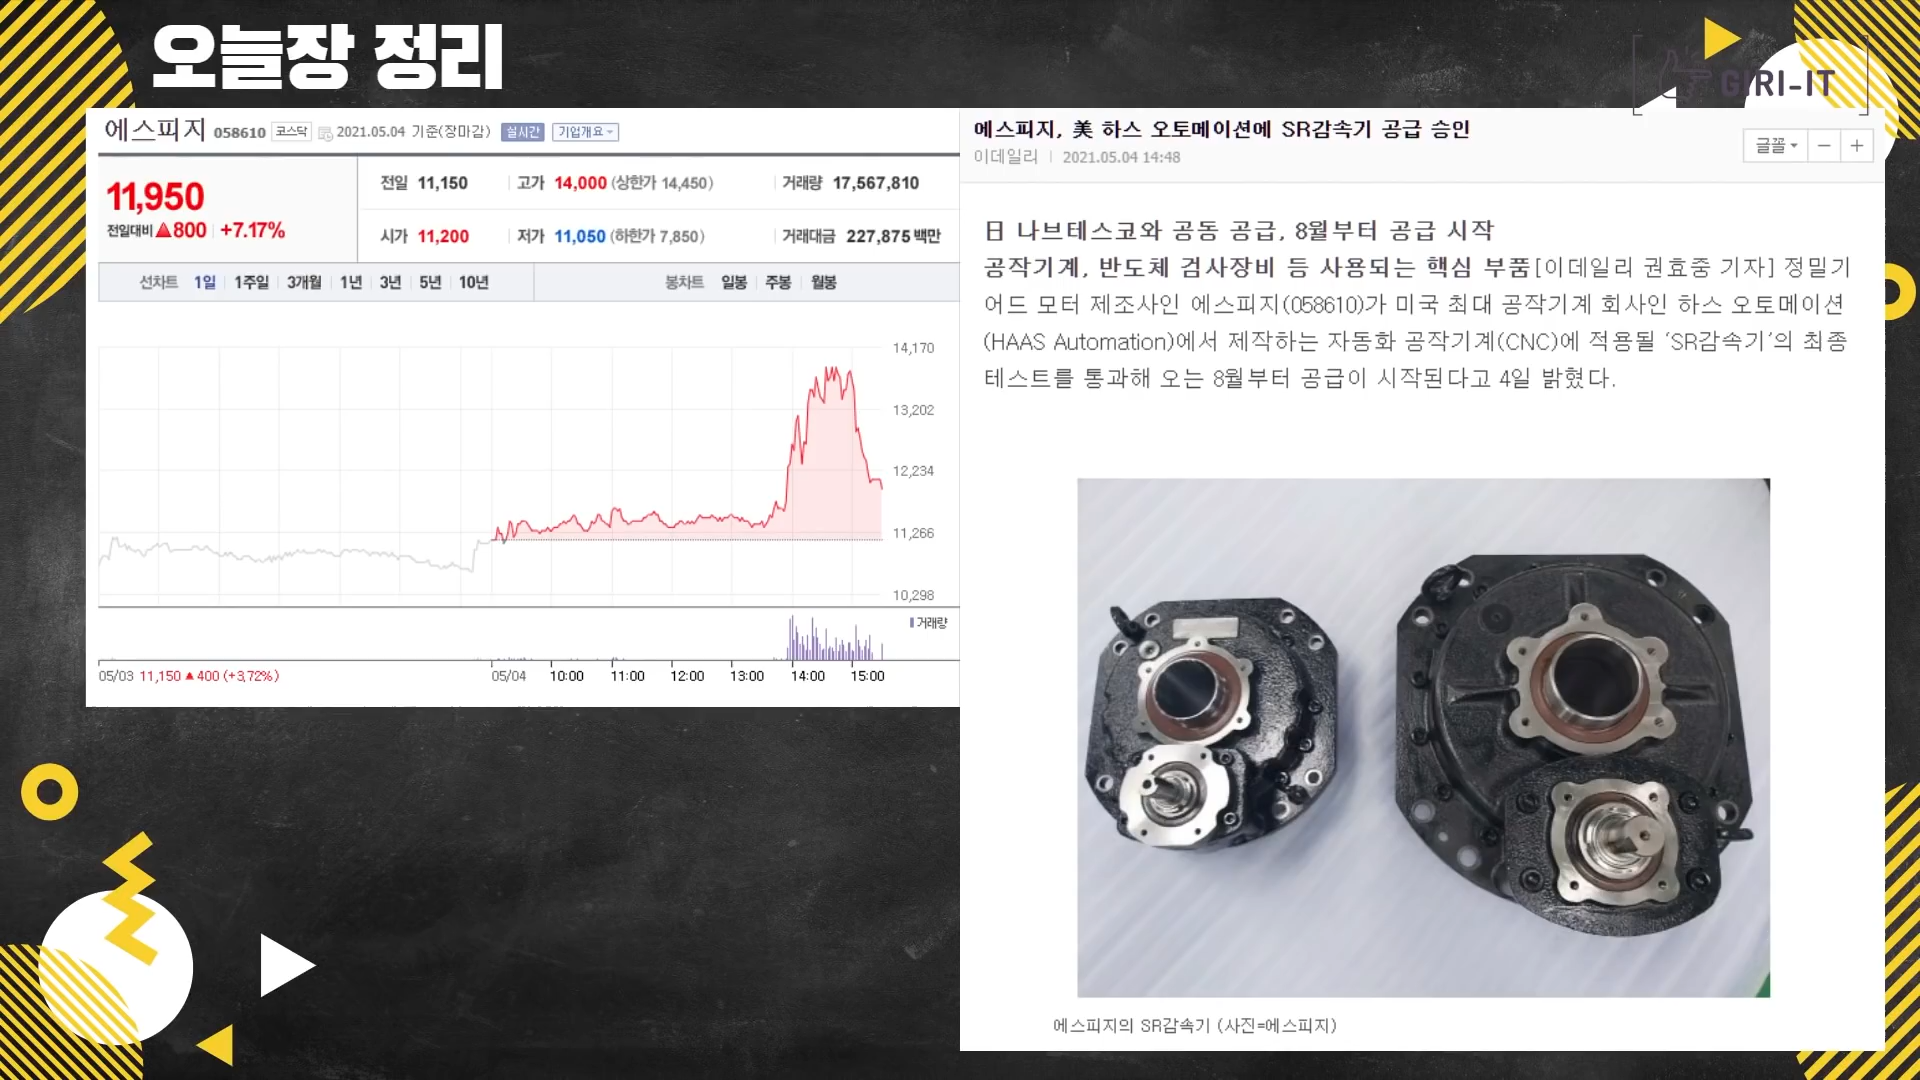 오늘장 정리
GIRI-IT
에스피지 058610 코스닥 2021.05.04 기준(장마감) 실시간 기업개요
11,950
전일대비 ▲800 +7.17%
전일 11,150 고가 14,000 (상한가 14,450) 거래량 17,567,810
시가 11,200 저가 11,050 (하한가 7,850) 거래대금 227,875 백만
선차트 1일 1주일 3개월 1년 3년 5년 10년 봉차트 일봉 주봉 월봉
14,170
13,202
12,234
11,266
10,298
거래량
05/03 11,150 ▲ 400 (+3.72%) 05/04 10:00 11:00 12:00 13:00 14:00 15:00
에스피지, 美 하스 오토메이션에 SR감속기 공급 승인
이데일리 | 2021.05.04 14:48
글꼴 － ＋
日 나브테스코와 공동 공급, 8월부터 공급 시작
공작기계, 반도체 검사장비 등 사용되는 핵심 부품[이데일리 권효중 기자] 정밀기
어드 모터 제조사인 에스피지(058610)가 미국 최대 공작기계 회사인 하스 오토메이션
(HAAS Automation)에서 제작하는 자동화 공작기계(CNC)에 적용될 ‘SR감속기’의 최종
테스트를 통과해 오는 8월부터 공급이 시작된다고 4일 밝혔다.
에스피지의 SR감속기 (사진=에스피지)